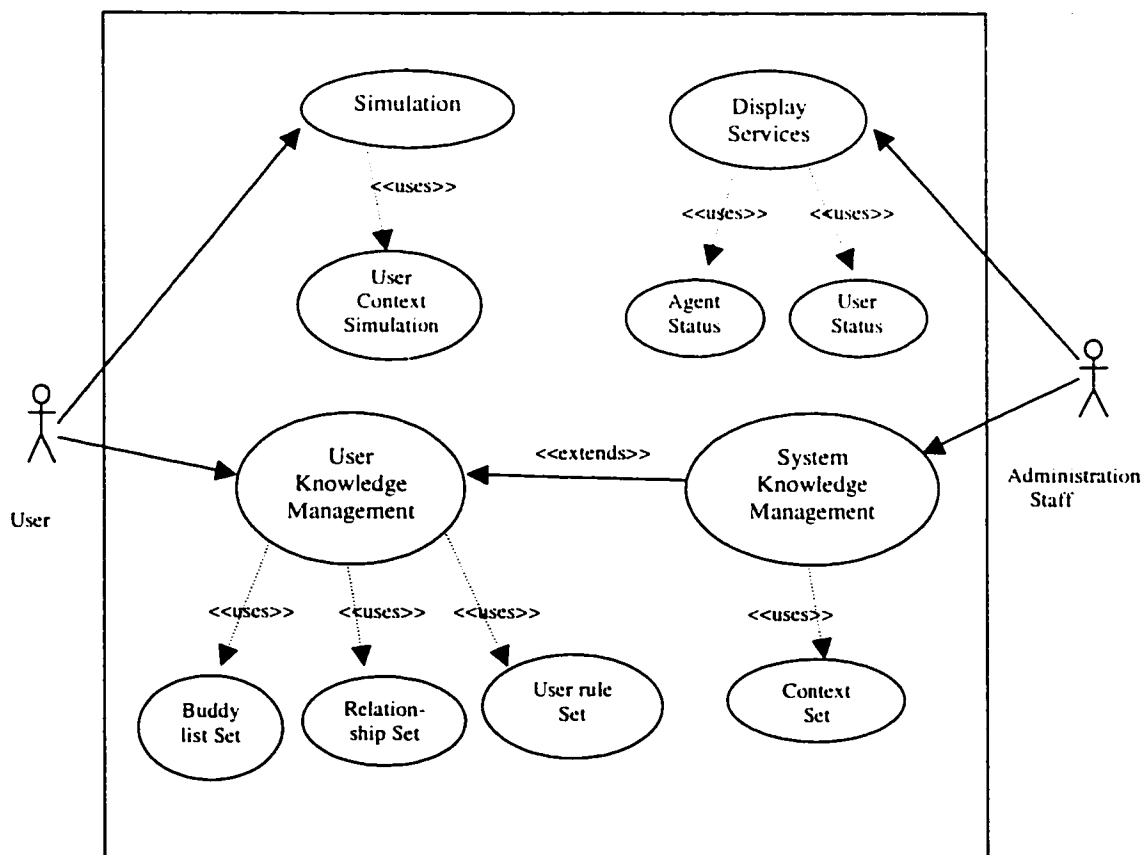 Simulation
Display
Services
<<uses>>
<<uses>>
<<uses>>
User
Context
Simulation
Agent
Status
User
Status
User
Knowledge
Management
<<extends>>
System
Knowledge
Management
User
Administration
Staff
<<uses>>
<<uses>>
<<uses>>
<<uses>>
Buddy
list Set
Relation-
ship Set
User rule
Set
Context
Set